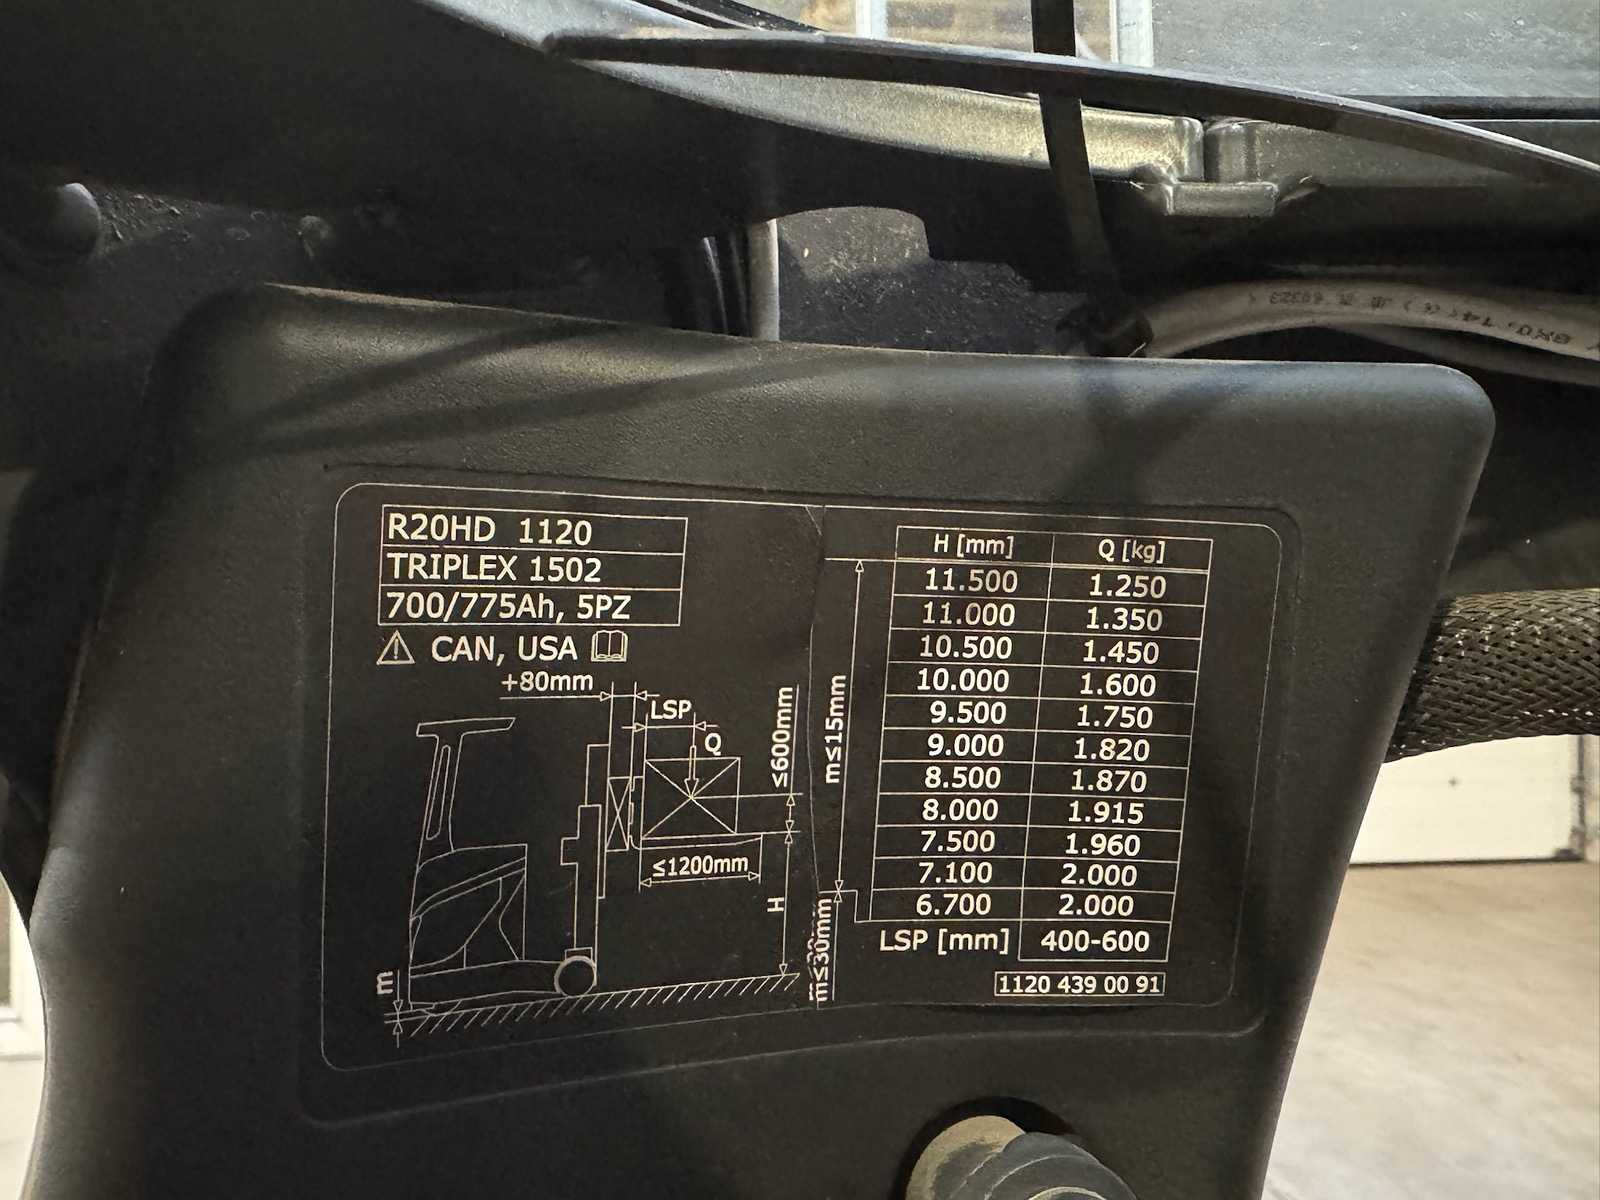 R20HD 1120
TRIPLEX 1502
700/775Ah, 5PZ
CAN, USA
+80mm
LSP
Q
≤600mm
≤1200mm
H
m
m≤15mm
m≤30mm
H [mm] Q [kg]
11.500 1.250
11.000 1.350
10.500 1.450
10.000 1.600
9.500 1.750
9.000 1.820
8.500 1.870
8.000 1.915
7.500 1.960
7.100 2.000
6.700 2.000
LSP [mm] 400-600
1120 439 00 91